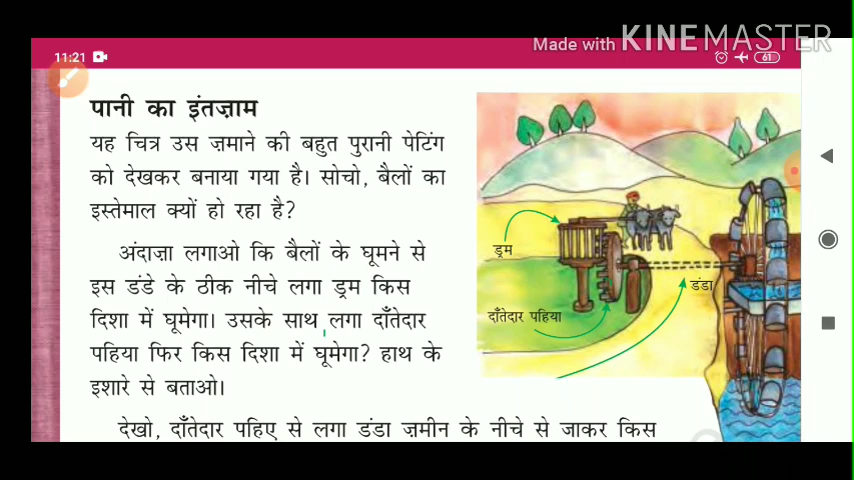 Made with KINEMASTER
11:21
61
पानी का इंतज़ाम
यह चित्र उस ज़माने की बहुत पुरानी पेटिंग
को देखकर बनाया गया है। सोचो, बैलों का
इस्तेमाल क्यों हो रहा है?
अंदाज़ा लगाओ कि बैलों के घूमने से
इस डंडे के ठीक नीचे लगा ड्रम किस
दिशा में घूमेगा। उसके साथ लगा दाँतेदार
पहिया फिर किस दिशा में घूमेगा? हाथ के
इशारे से बताओ।
ड्रम
डंडा
दाँतेदार पहिया
देखो, दाँतेदार पहिए से लगा डंडा ज़मीन के नीचे से जाकर किस